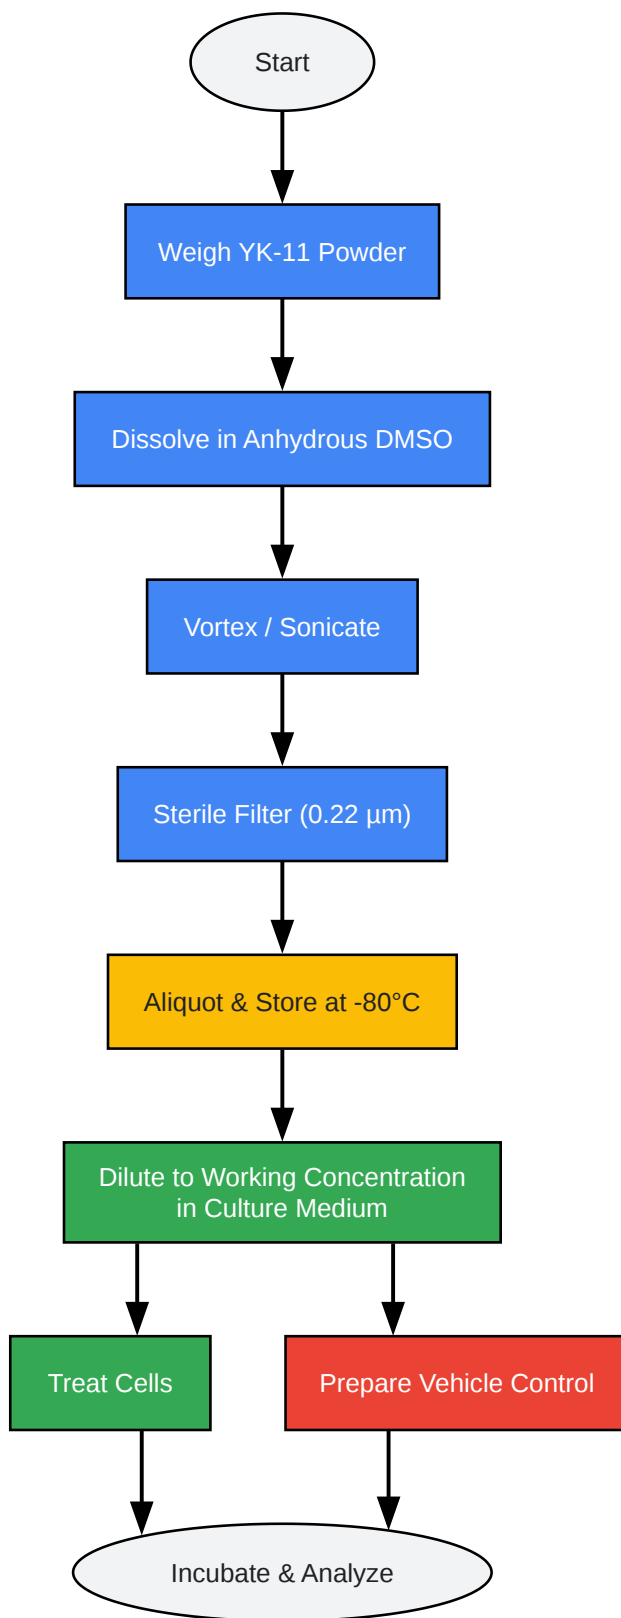 Start
Weigh YK-11 Powder
Dissolve in Anhydrous DMSO
Vortex / Sonicate
Sterile Filter (0.22 µm)
Aliquot & Store at -80°C
Dilute to Working Concentration
in Culture Medium
Treat Cells
Prepare Vehicle Control
Incubate & Analyze